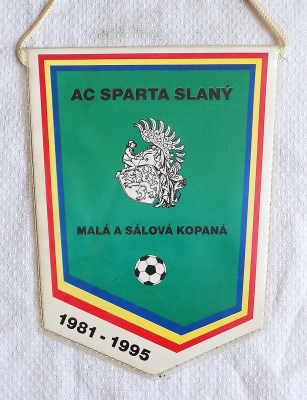 AC SPARTA SLANÝ
MALÁ A SÁLOVÁ KOPANÁ
1981 - 1995